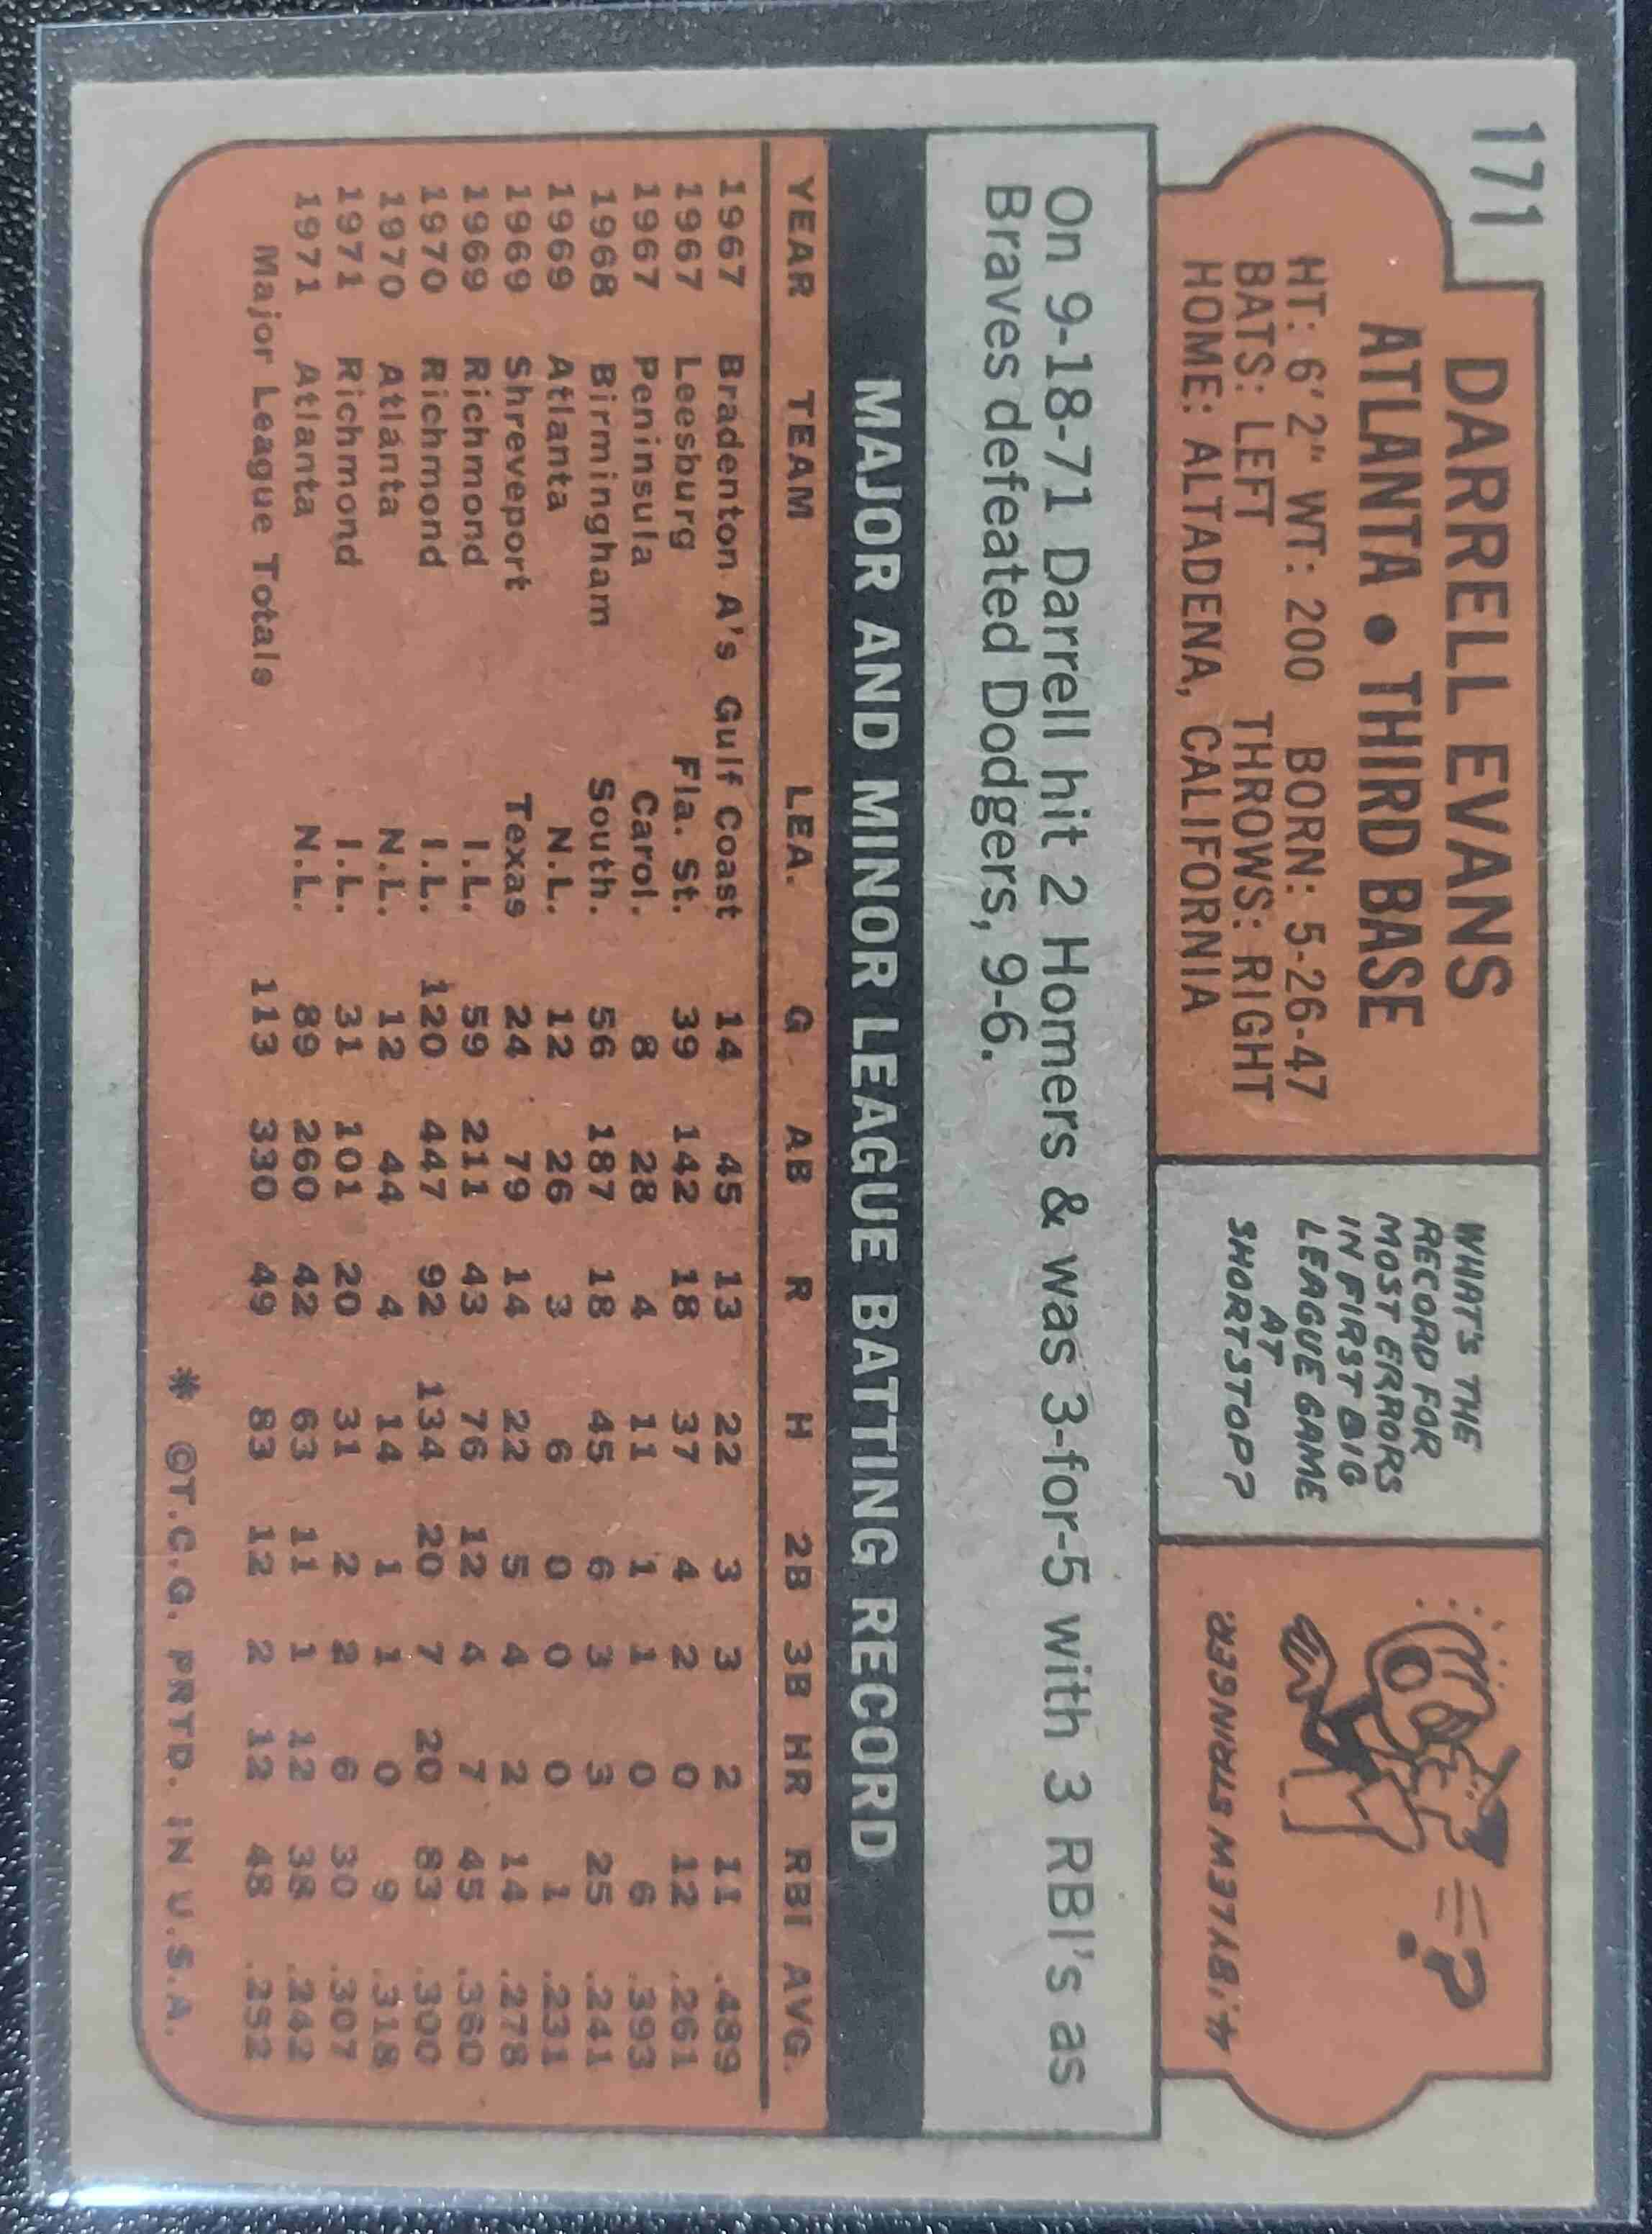 171
DARRELL EVANS
ATLANTA • THIRD BASE
HT: 6'2" WT: 200 BORN: 5-26-47
BATS: LEFT THROWS: RIGHT
HOME: ALTADENA, CALIFORNIA
WHAT'S THE
RECORD FOR
MOST ERRORS
IN FIRST BIG
LEAGUE GAME
AT
SHORTSTOP?
=?
4, by LEW STRINGER.
On 9-18-71 Darrell hit 2 Homers & was 3-for-5 with 3 RBI's as
Braves defeated Dodgers, 9-6.
MAJOR AND MINOR LEAGUE BATTING RECORD
YEAR TEAM LEA. G AB R H 2B 3B HR RBI AVG.
1967 Bradenton A's Gulf Coast 14 45 13 22 3 3 2 11 .489
1967 Leesburg Fla. St. 39 142 18 37 4 2 0 12 .261
1967 Peninsula Carol. 8 28 4 11 1 1 0 6 .393
1968 Birmingham South. 56 187 18 45 6 3 3 25 .241
1969 Atlanta N.L. 12 26 3 6 0 0 0 1 .231
1969 Shreveport Texas 24 79 14 22 5 4 2 14 .278
1969 Richmond I.L. 59 211 43 76 12 4 7 45 .360
1970 Richmond I.L. 120 447 92 134 20 7 20 83 .300
1970 Atlanta N.L. 12 44 4 14 1 1 0 9 .318
1971 Richmond I.L. 31 101 20 31 2 2 6 30 .307
1971 Atlanta N.L. 89 260 42 63 11 1 12 38 .242
Major League Totals 113 330 49 83 12 2 12 48 .252
* ©T.C.G. PRTD. IN U.S.A.